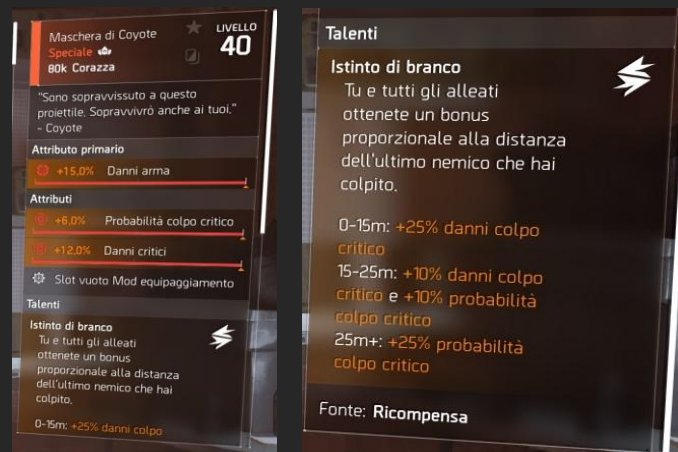 Maschera di Coyote
Speciale
80k Corazza
LIVELLO
40
"Sono sopravvissuto a questo
proiettile. Sopravvivrò anche ai tuoi."
- Coyote
Attributo primario
+15,0% Danni arma
Attributi
+6,0% Probabilità colpo critico
+12,0% Danni critici
Slot vuoto Mod equipaggiamento
Talenti
Istinto di branco
Tu e tutti gli alleati
ottenete un bonus
proporzionale alla distanza
dell'ultimo nemico che hai
colpito.
0-15m: +25% danni colpo
Talenti
Istinto di branco
Tu e tutti gli alleati
ottenete un bonus
proporzionale alla distanza
dell'ultimo nemico che hai
colpito.
0-15m: +25% danni colpo
critico
15-25m: +10% danni colpo
critico e +10% probabilità
colpo critico
25m+: +25% probabilità
colpo critico
Fonte: Ricompensa